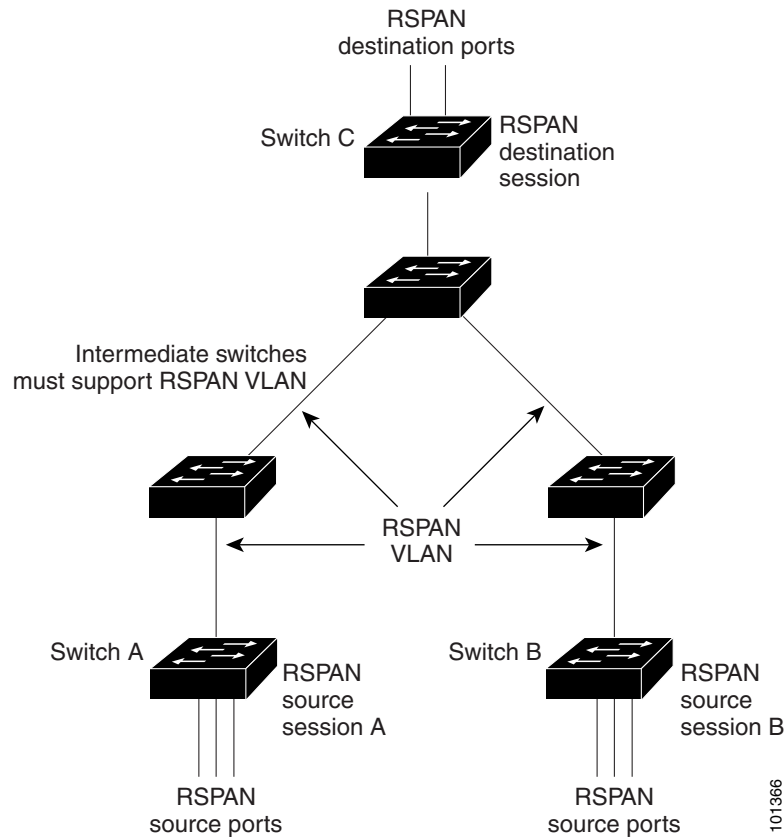 RSPAN
destination ports
Switch C
RSPAN
destination
session
Intermediate switches
must support RSPAN VLAN
RSPAN
VLAN
Switch A
RSPAN
source
session A
Switch B
RSPAN
source
session B
RSPAN
source ports
RSPAN
source ports
101366